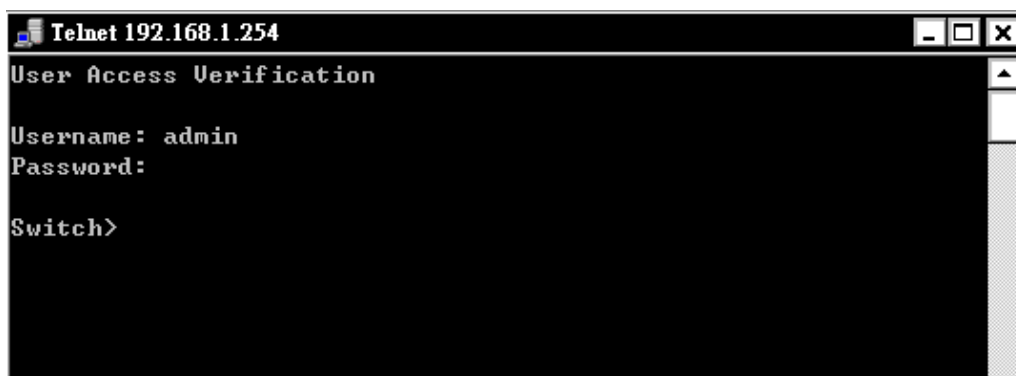 Telnet 192.168.1.254
User Access Verification
Username: admin
Password:
Switch>